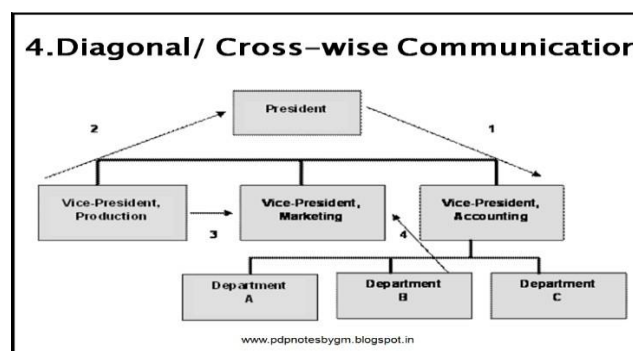 4.Diagonal/ Cross-wise Communication
President
2
1
Vice-President,
Production
Vice-President,
Marketing
Vice-President,
Accounting
3
4
Department
A
Department
B
Department
C
www.pdpnotesbygm.blogspot.in